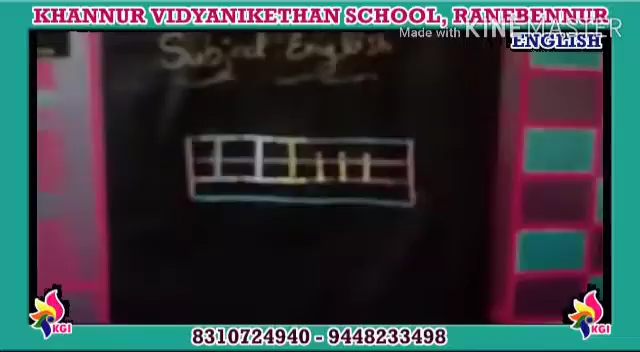 KHANNUR VIDYANIKETHAN SCHOOL, RANEBENNUR
Made with KINEMASTER
ENGLISH
Subject English
KGI
KGI
8310724940 - 9448233498